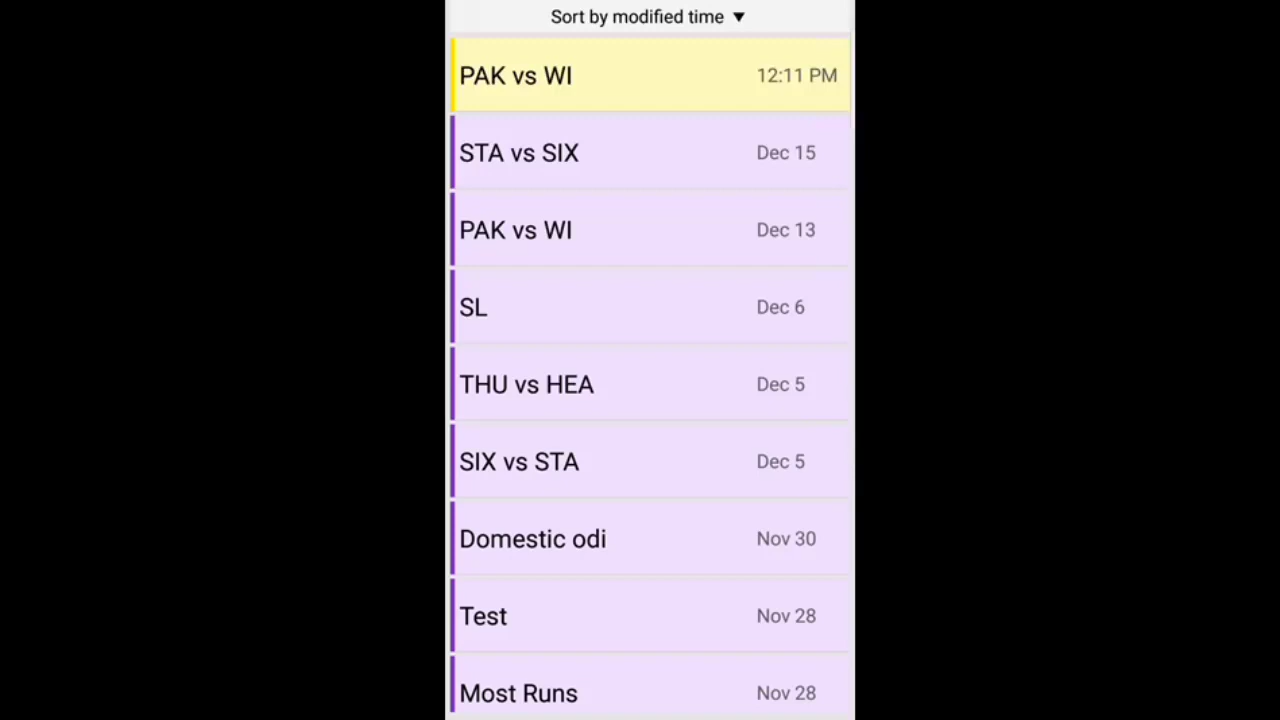 Sort by modified time ▼
PAK vs WI 12:11 PM
STA vs SIX Dec 15
PAK vs WI Dec 13
SL Dec 6
THU vs HEA Dec 5
SIX vs STA Dec 5
Domestic odi Nov 30
Test Nov 28
Most Runs Nov 28